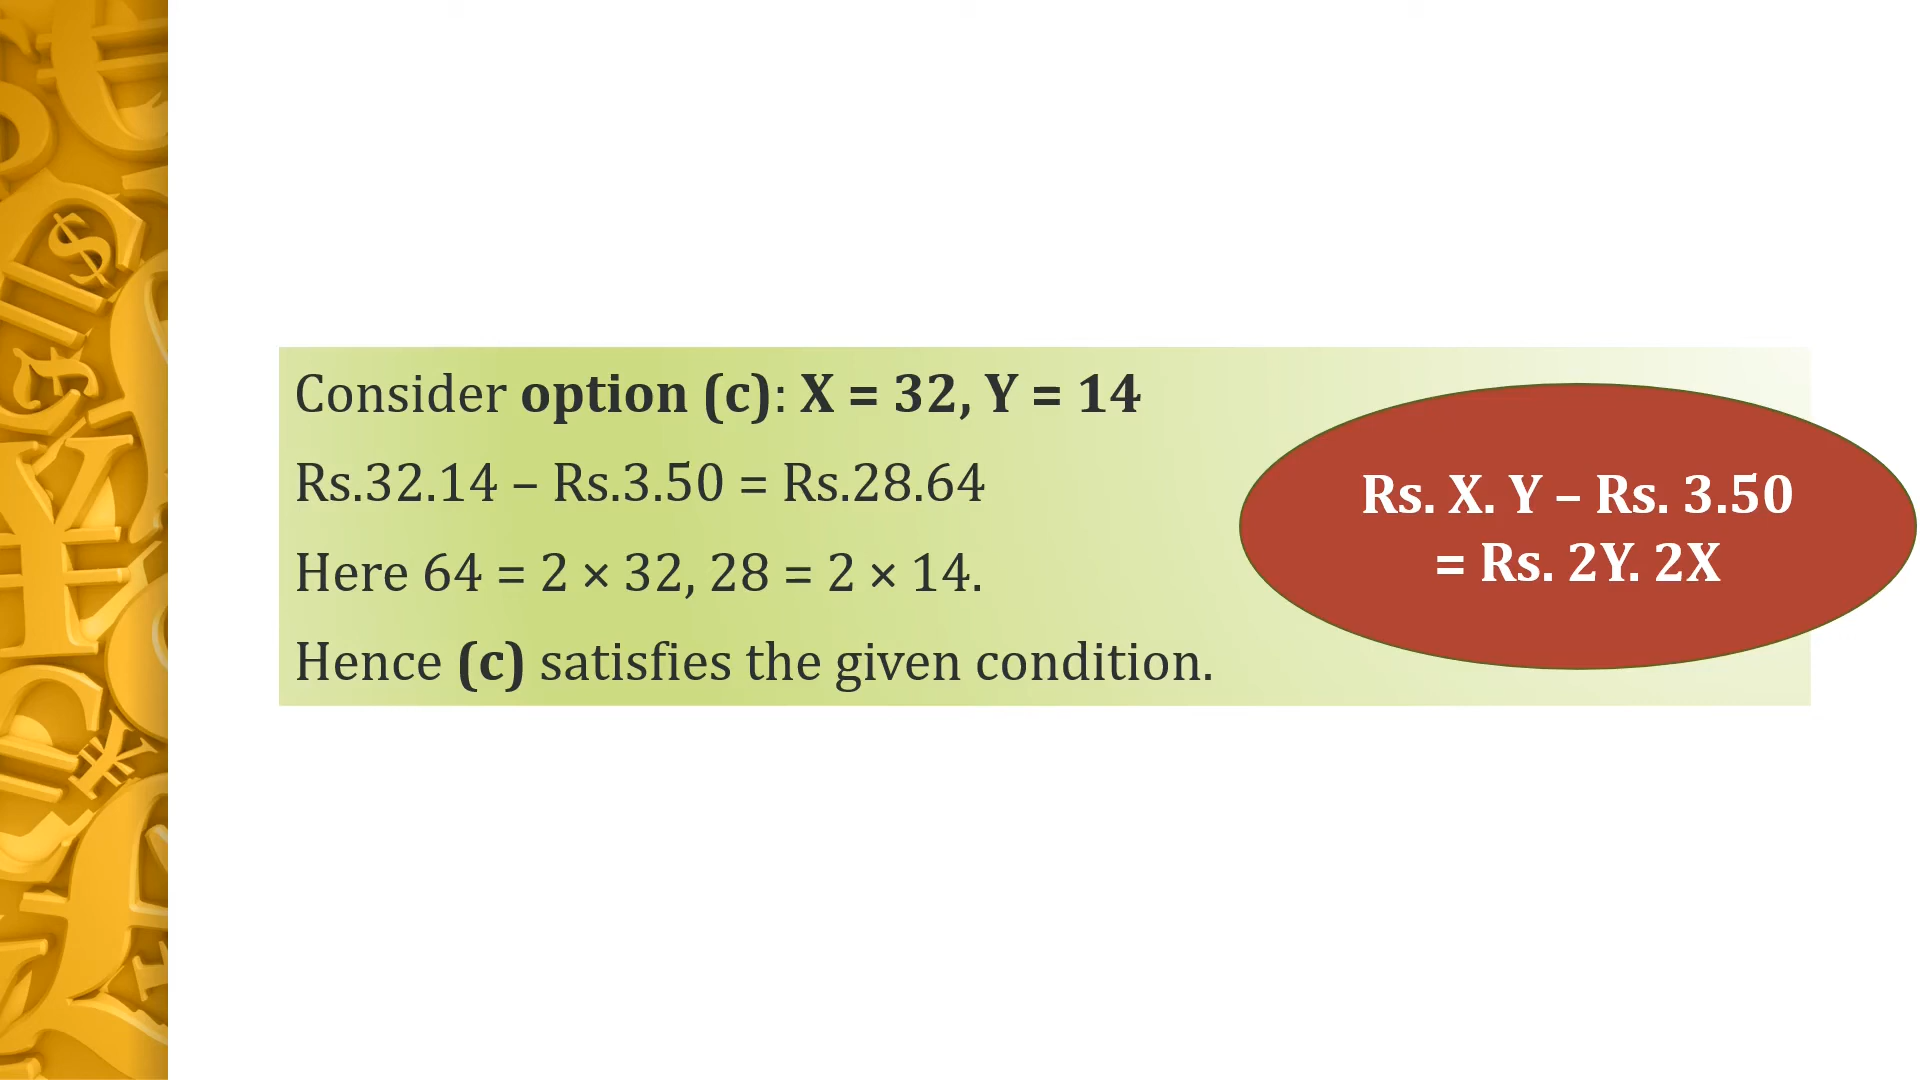 Consider option (c): X = 32, Y = 14
Rs.32.14 – Rs.3.50 = Rs.28.64
Here 64 = 2 × 32, 28 = 2 × 14.
Hence (c) satisfies the given condition.
Rs. X. Y – Rs. 3.50
= Rs. 2Y. 2X